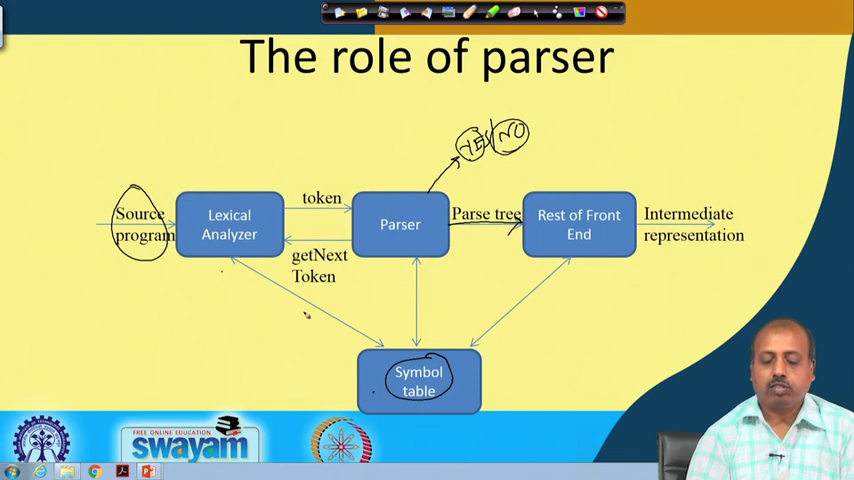 The role of parser
YES/NO
Source
program
Lexical
Analyzer
token
getNext
Token
Parser
Parse tree
Rest of Front
End
Intermediate
representation
Symbol
table
FREE ONLINE EDUCATION
swayam